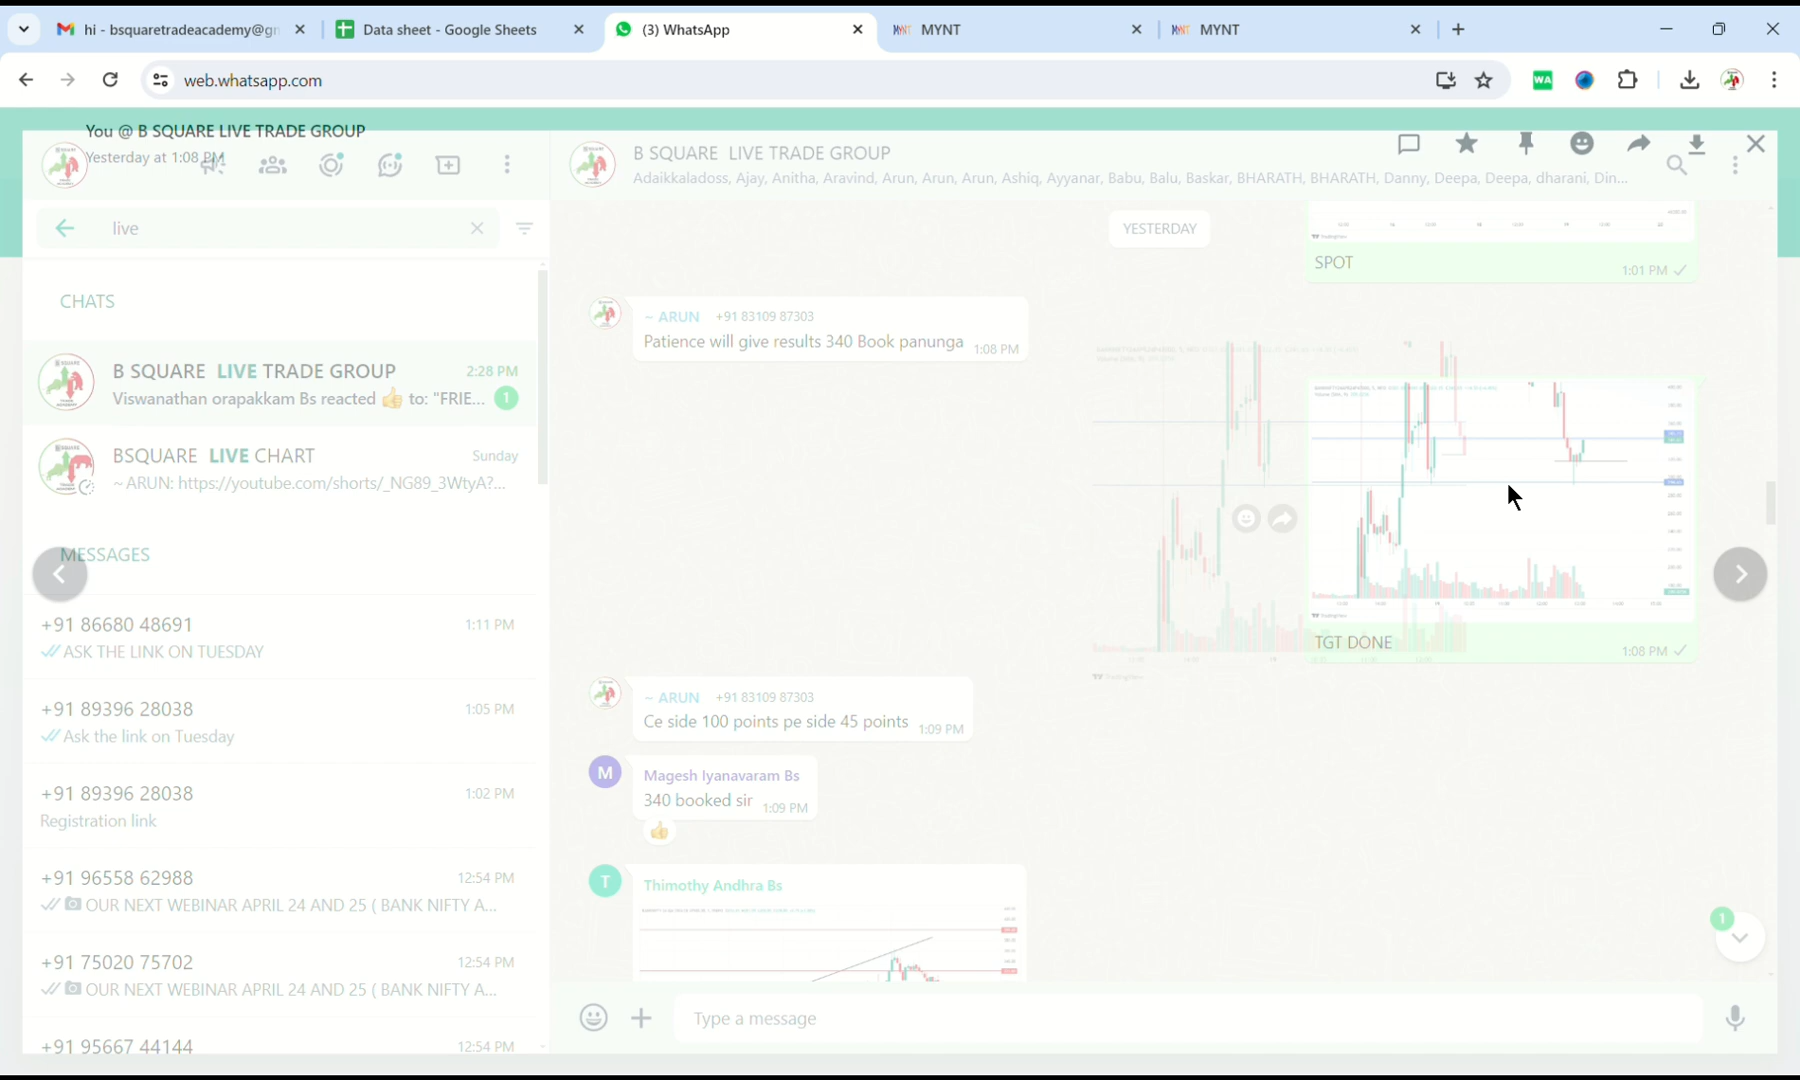 hi - bsquaretradeacademy@gm
Data sheet - Google Sheets
(3) WhatsApp
MYNT MYNT
MYNT MYNT
web.whatsapp.com
WA
You @ B SQUARE LIVE TRADE GROUP
Yesterday at 1:08 PM
B SQUARE LIVE TRADE GROUP
Adaikkaladoss, Ajay, Anitha, Aravind, Arun, Arun, Arun, Ashiq, Ayyanar, Babu, Balu, Baskar, BHARATH, BHARATH, Danny, Deepa, Deepa, dharani, Din...
live
CHATS
B SQUARE LIVE TRADE GROUP
2:28 PM
Viswanathan orapakkam Bs reacted 👍 to: "FRIE...
1
BSQUARE LIVE CHART
Sunday
~ ARUN: https://youtube.com/shorts/_NG89_3WtyA?...
MESSAGES
+91 86680 48691
1:11 PM
ASK THE LINK ON TUESDAY
+91 89396 28038
1:05 PM
Ask the link on Tuesday
+91 89396 28038
1:02 PM
Registration link
+91 96558 62988
12:54 PM
OUR NEXT WEBINAR APRIL 24 AND 25 ( BANK NIFTY A...
+91 75020 75702
12:54 PM
OUR NEXT WEBINAR APRIL 24 AND 25 ( BANK NIFTY A...
+91 95667 44144
12:54 PM
YESTERDAY
SPOT
1:01 PM
~ ARUN +91 83109 87303
Patience will give results 340 Book panunga
1:08 PM
TGT DONE
1:08 PM
TradingView
~ ARUN +91 83109 87303
Ce side 100 points pe side 45 points
1:09 PM
M
Magesh Iyanavaram Bs
340 booked sir
1:09 PM
T
Thimothy Andhra Bs
1
Type a message